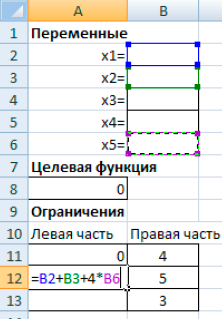 A B
1 Переменные
2 x1=
3 x2=
4 x3=
5 x4=
6 x5=
7 Целевая функция
8 0
9 Ограничения
10 Левая часть Правая часть
11 0 4
12 =B2+B3+4*B6 5
13 3